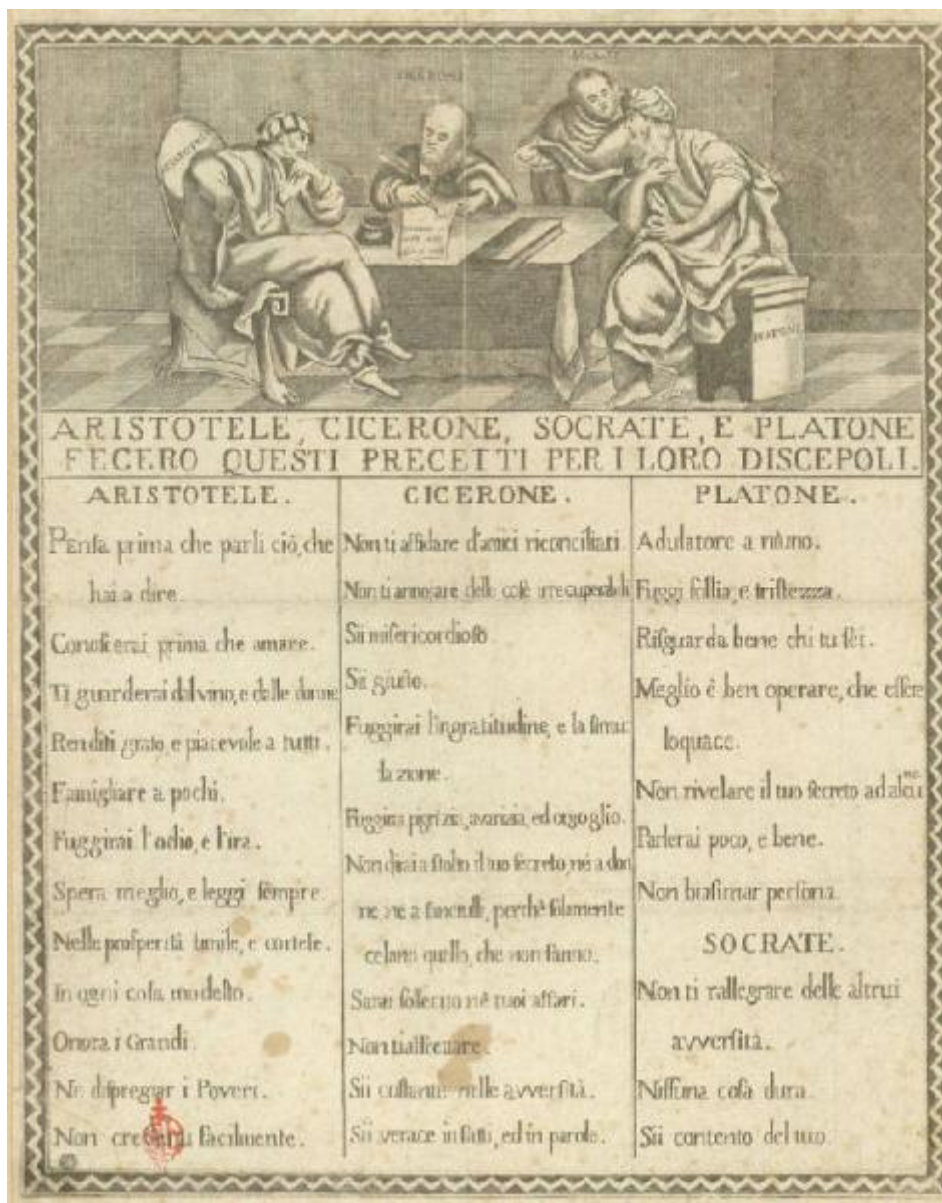 CICERONE
PLATONE
ARISTOTELE, CICERONE, SOCRATE, E PLATONE
FECERO QUESTI PRECETTI PER I LORO DISCEPOLI.
ARISTOTELE.
Penſa prima che parli ciò, che
hai a dire.
Conoſcerai prima che amare.
Ti guarderai dal vino, e dalle donne
Renditi grato, e piacevole a tutti.
Famigliare a pochi.
Fuggirai l'odio, e l'ira.
Spera meglio, e leggi ſempre.
Nelle proſperità umile, e corteſe.
In ogni coſa modeſto.
Onora i Grandi.
Ne diſpregiar i Poveri.
Non crederai facilmente.
CICERONE.
Non ti affidare d'amici riconciliati.
Non ti annojare delle coſe irrecuperabili
Sii miſericordioſo
Sii giuſto.
Fuggirai l'ingratitudine, e la ſimu
lazione.
Fuggirai pigrizia, avarizia, ed orgoglio.
Non dirai a ſtolto il tuo ſecreto, nè a don
ne, ne a fanciulli, perchè ſolamente
celano quello, che non ſanno.
Sarai ſollecito nè tuoi affari.
Non ti
Sii coſtante nelle avverſità.
Sii verace in fatti, ed in parole.
PLATONE.
Adulatore a niuno.
Fuggi follia, e triſtezza.
Riſguarda bene chi tu ſei.
Meglio è ben operare, che eſſere
loquace.
Non rivelare il tuo ſecreto ad alcuno
Parlerai poco, e bene.
Non biaſimar perſona.
SOCRATE.
Non ti rallegrare delle altrui
avverſità.
Niſſuna coſa dura.
Sii contento del tuo.